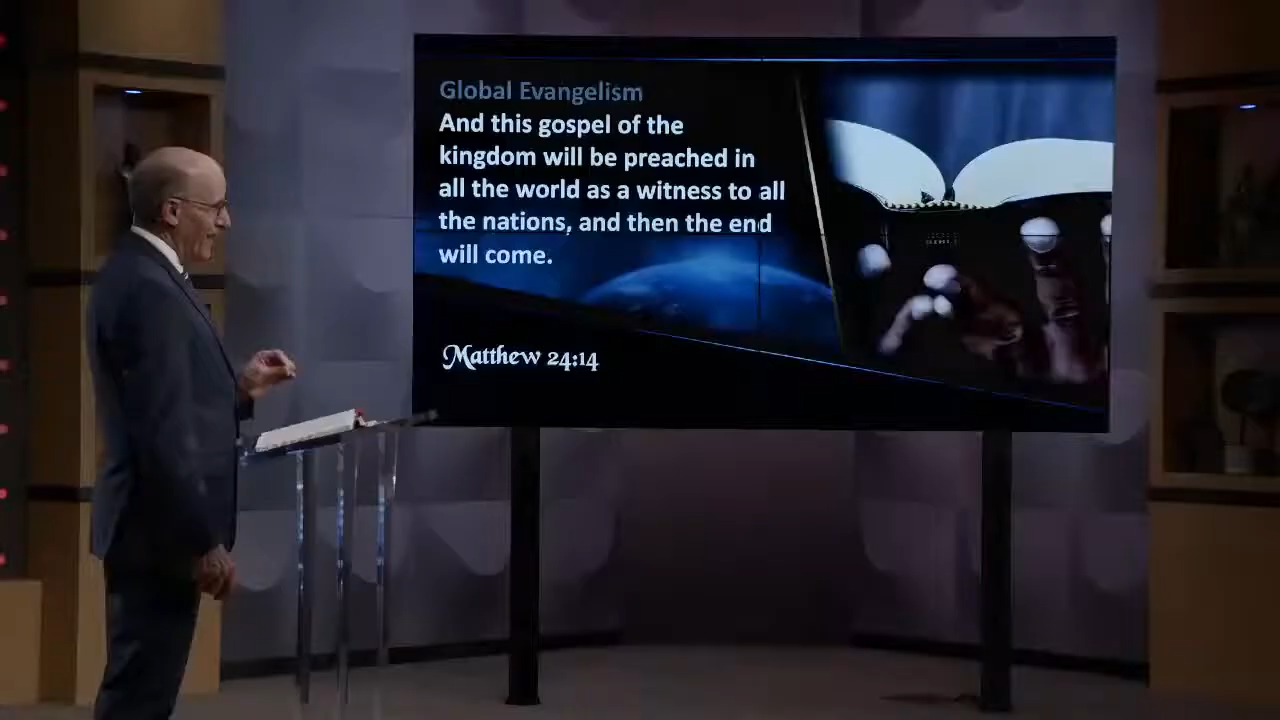 Global Evangelism
And this gospel of the
kingdom will be preached in
all the world as a witness to all
the nations, and then the end
will come.
Matthew 24:14